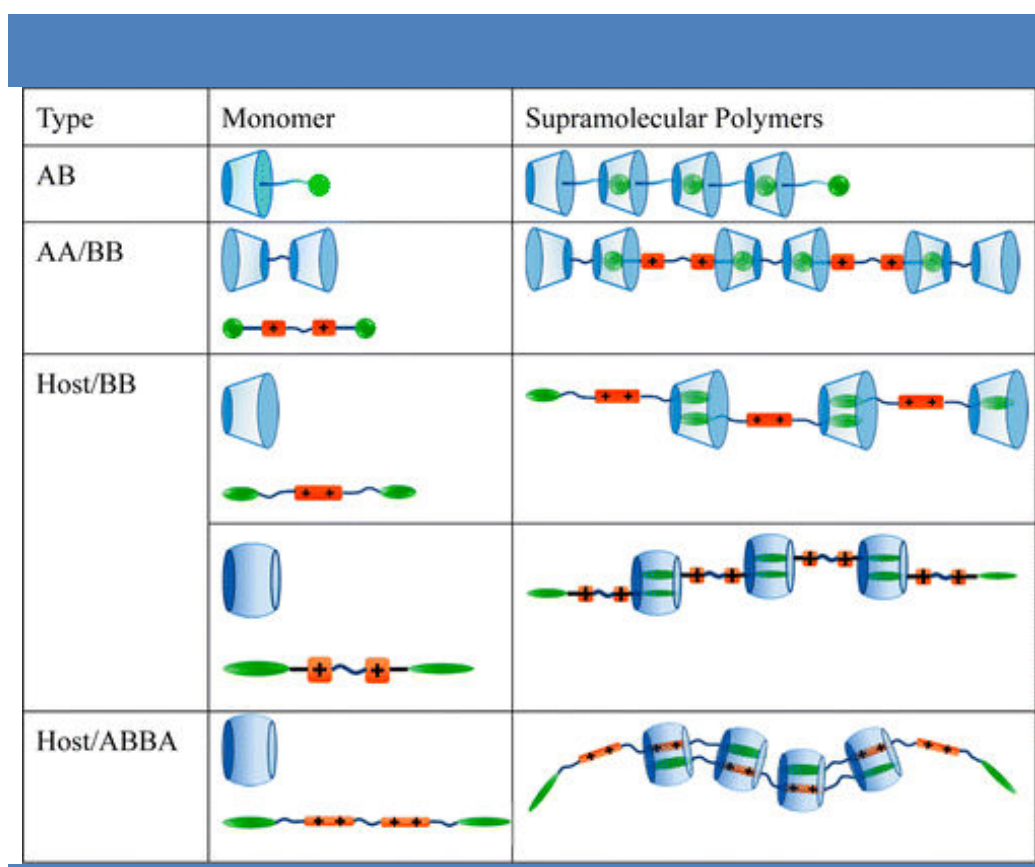 Type Monomer Supramolecular Polymers
AB
AA/BB
+ + + + + +
+ +
Host/BB
+ + + + + +
+ +
+ + + + + + + +
+ +
Host/ABBA
+ + + + + + + + + + + +
+ + + +